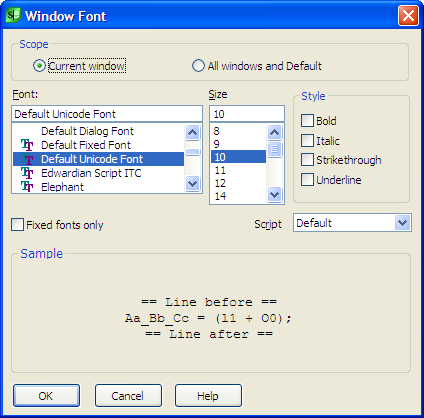 Window Font
Scope
Current window
All windows and Default
Font:
Size
Style
Default Unicode Font
10
Default Dialog Font
Default Fixed Font
Default Unicode Font
Edwardian Script ITC
Elephant
8
9
10
11
12
14
Bold
Italic
Strikethrough
Underline
Fixed fonts only
Script
Default
Sample
== Line before ==
Aa_Bb_Cc = (l1 + O0);
== Line after ==
OK
Cancel
Help